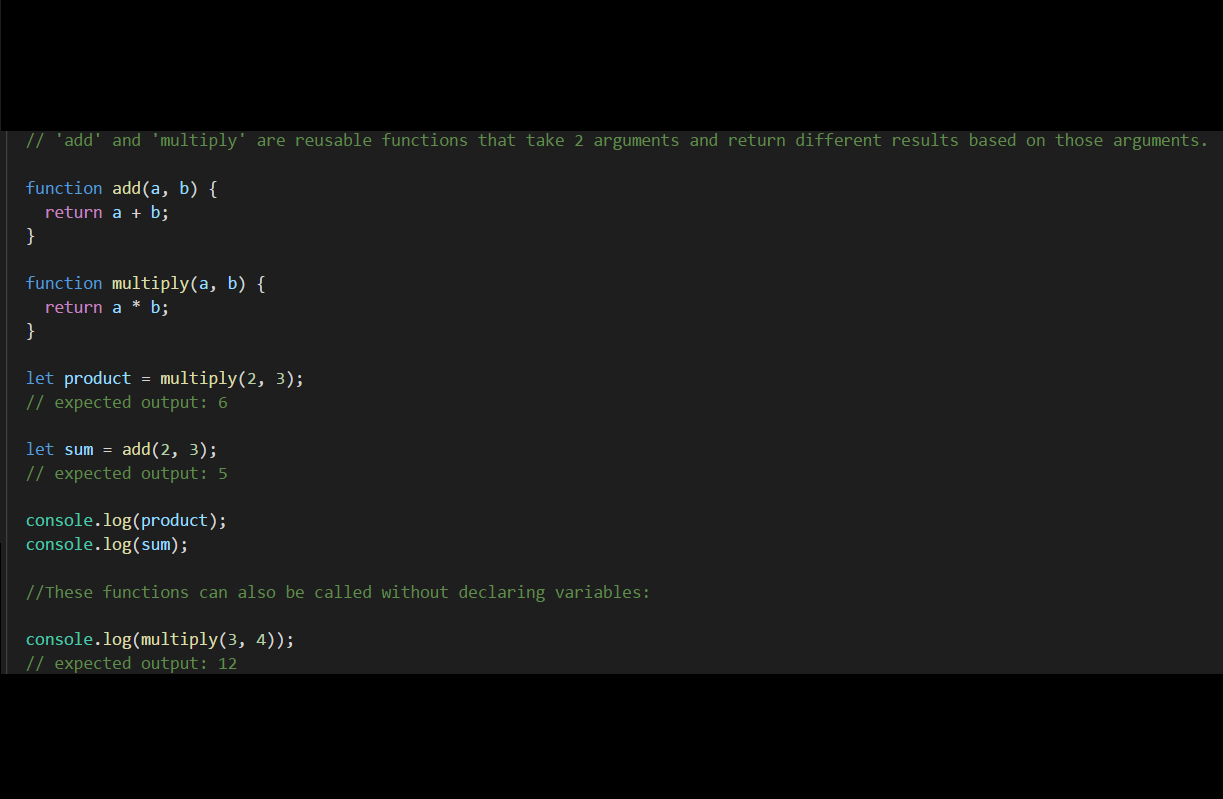 // 'add' and 'multiply' are reusable functions that take 2 arguments and return different results based on those arguments.
function add(a, b) {
  return a + b;
}
function multiply(a, b) {
  return a * b;
}
let product = multiply(2, 3);
// expected output: 6
let sum = add(2, 3);
// expected output: 5
console.log(product);
console.log(sum);
//These functions can also be called without declaring variables:
console.log(multiply(3, 4));
// expected output: 12